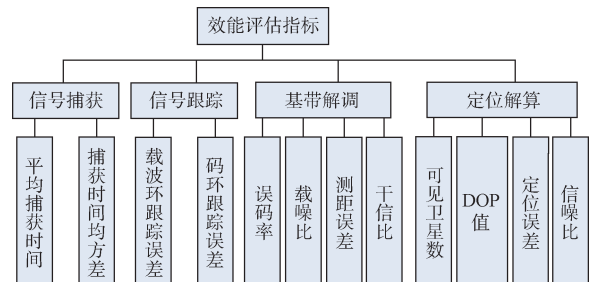 效能评估指标
信号捕获
信号跟踪
基带解调
定位解算
平均捕获时间
捕获时间均方差
载波环跟踪误差
码环跟踪误差
误码率
载噪比
测距误差
干信比
可见卫星数
DOP
值
定位误差
信噪比